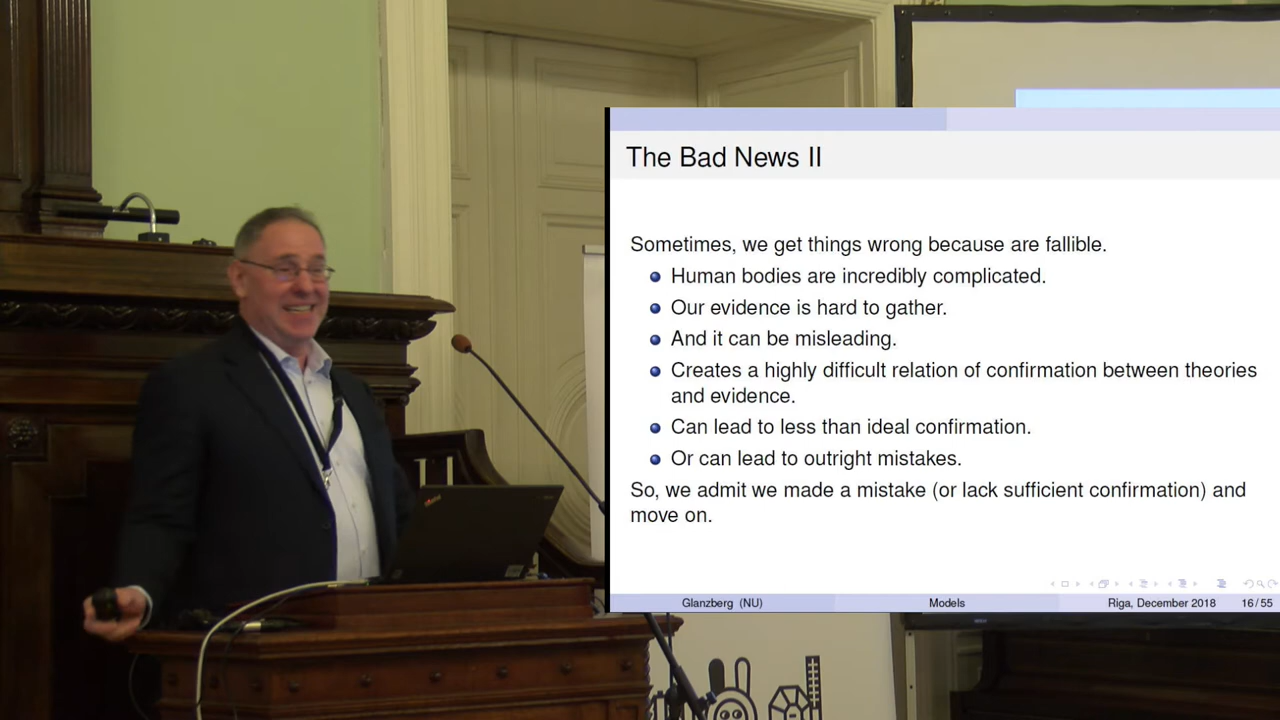 The Bad News II
Sometimes, we get things wrong because are fallible.
Human bodies are incredibly complicated.
Our evidence is hard to gather.
And it can be misleading.
Creates a highly difficult relation of confirmation between theories
and evidence.
Can lead to less than ideal confirmation.
Or can lead to outright mistakes.
So, we admit we made a mistake (or lack sufficient confirmation) and
move on.
Glanzberg (NU) Models Riga, December 2018 16/55